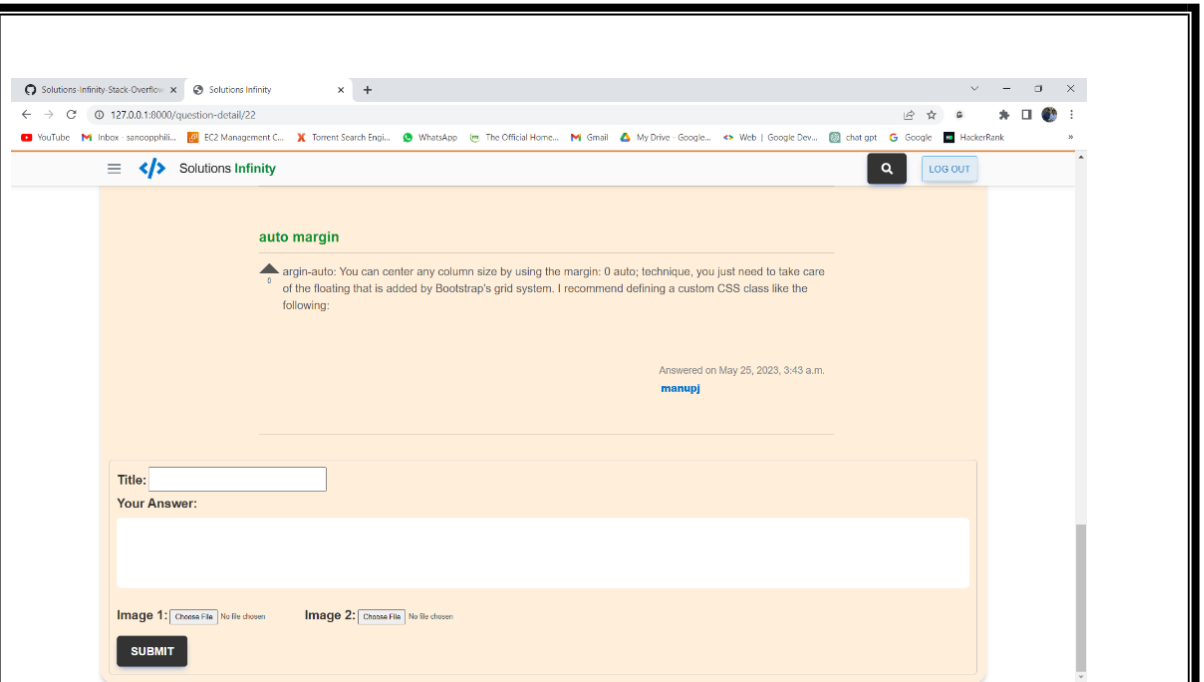 Solutions-Infinity-Stack-Overflow
Solutions Infinity
127.0.0.1:8000/question-detail/22
YouTube Inbox - sanoopphili... EC2 Management C... Torrent Search Engi... WhatsApp The Official Home... Gmail My Drive - Google... Web | Google Dev... chat gpt Google HackerRank »
Solutions Infinity LOG OUT
auto margin
argin-auto: You can center any column size by using the margin: 0 auto; technique, you just need to take care
0
of the floating that is added by Bootstrap's grid system. I recommend defining a custom CSS class like the
following:
Answered on May 25, 2023, 3:43 a.m.
manupj
Title:
Your Answer:
Image 1: Choose File No file chosen Image 2: Choose File No file chosen
SUBMIT